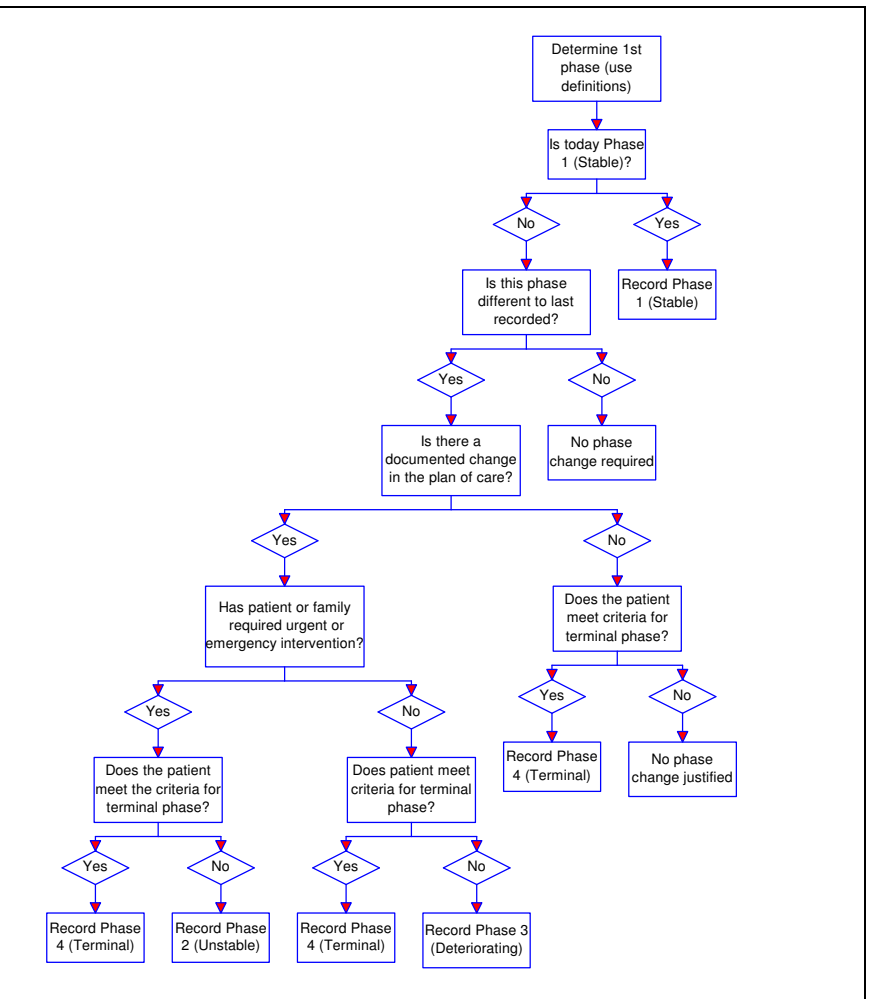 Determine 1st
phase (use
definitions)
Is today Phase
1 (Stable)?
No
Yes
Is this phase
different to last
recorded?
Record Phase
1 (Stable)
Yes
No
Is there a
documented change
in the plan of care?
No phase
change required
Yes
No
Has patient or family
required urgent or
emergency intervention?
Does the patient
meet criteria for
terminal phase?
Yes
No
Yes
No
Does the patient
meet the criteria for
terminal phase?
Does patient meet
criteria for terminal
phase?
Record Phase
4 (Terminal)
No phase
change justified
Yes
No
Yes
No
Record Phase
4 (Terminal)
Record Phase
2 (Unstable)
Record Phase
4 (Terminal)
Record Phase 3
(Deteriorating)